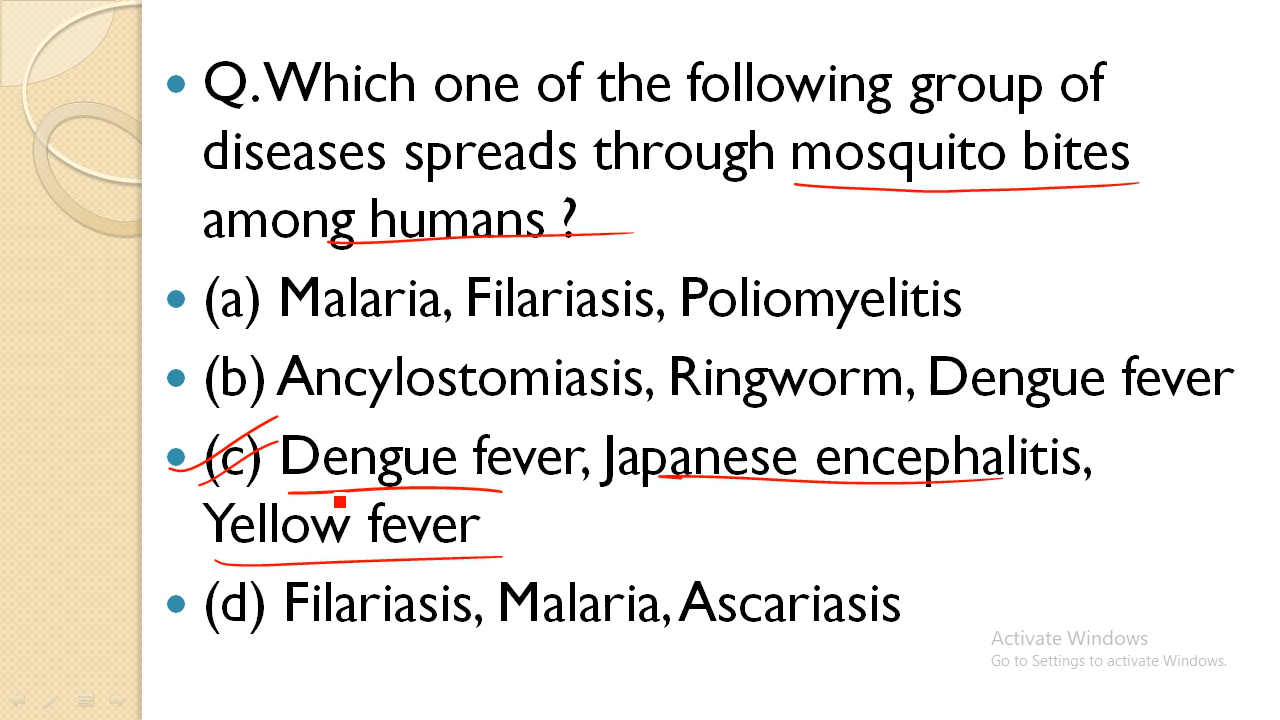 Q. Which one of the following group of
diseases spreads through mosquito bites
among humans ?
(a) Malaria, Filariasis, Poliomyelitis
(b) Ancylostomiasis, Ringworm, Dengue fever
(c) Dengue fever, Japanese encephalitis,
Yellow fever
(d) Filariasis, Malaria, Ascariasis
Activate Windows
Go to Settings to activate Windows.